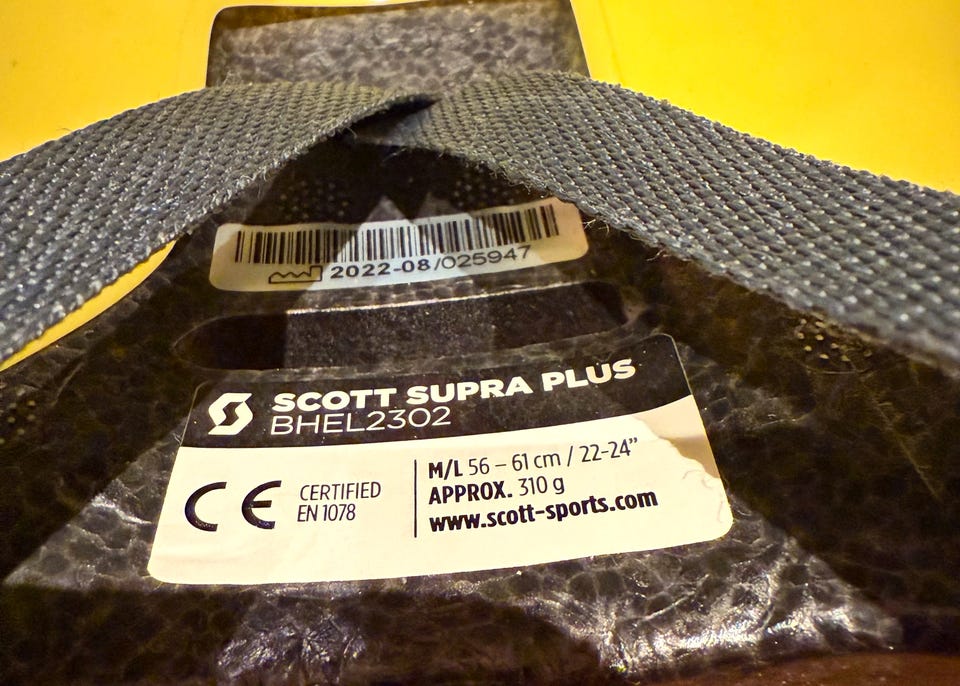 2022-08/025947
SCOTT SUPRA PLUS
BHEL2302
CE CERTIFIED
EN 1078
M/L 56 – 61 cm / 22-24”
APPROX. 310 g
www.scott-sports.com